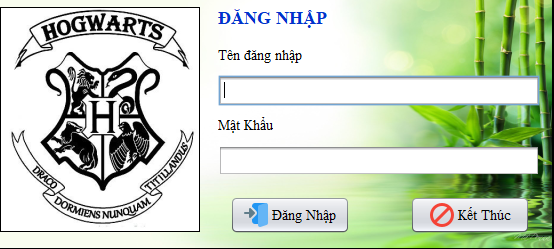 HOGWARTS
H
DRACO
DORMIENS NUNQUAM
TITILLANDUS
ĐĂNG NHẬP
Tên đăng nhập
Mật Khẩu
Đăng Nhập
Kết Thúc